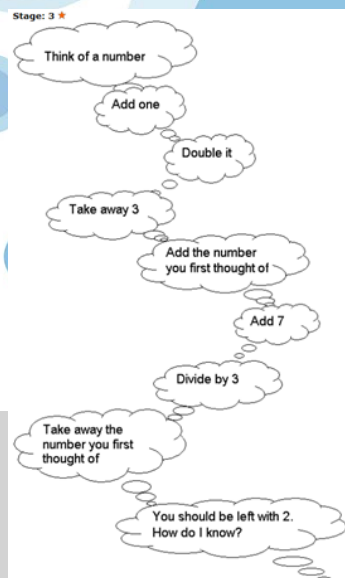 Stage: 3
Think of a number
Add one
Double it
Take away 3
Add the number
you first thought of
Add 7
Divide by 3
Take away the
number you first
thought of
You should be left with 2.
How do I know?